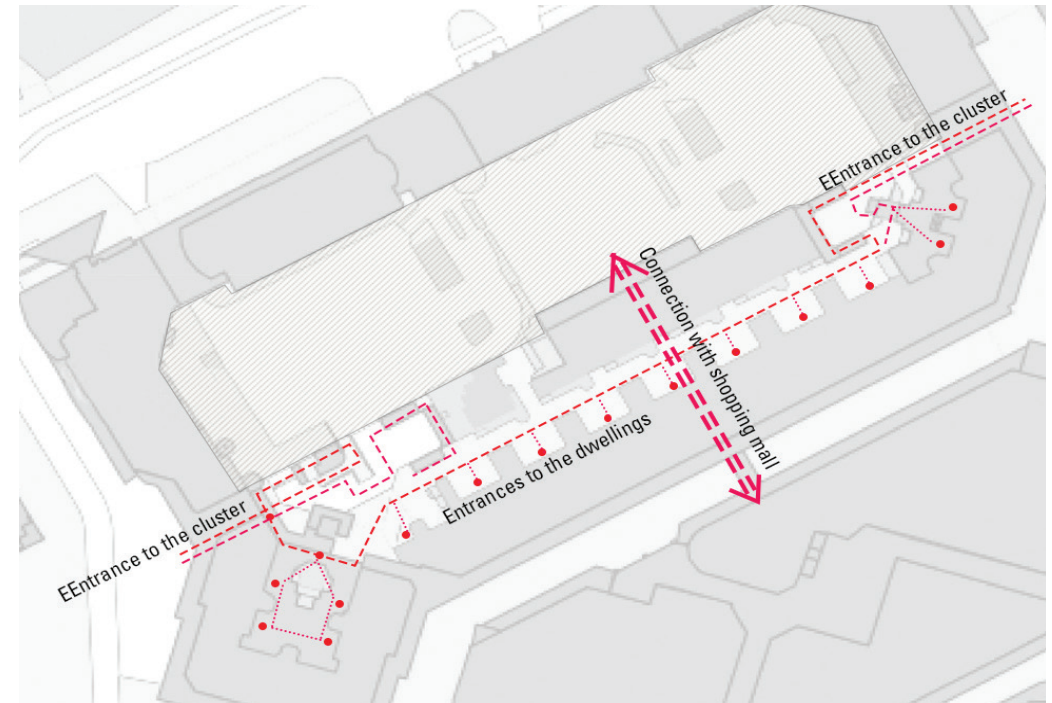 EEntrance to the cluster
Connection with shopping mall
Entrances to the dwellings
EEntrance to the cluster